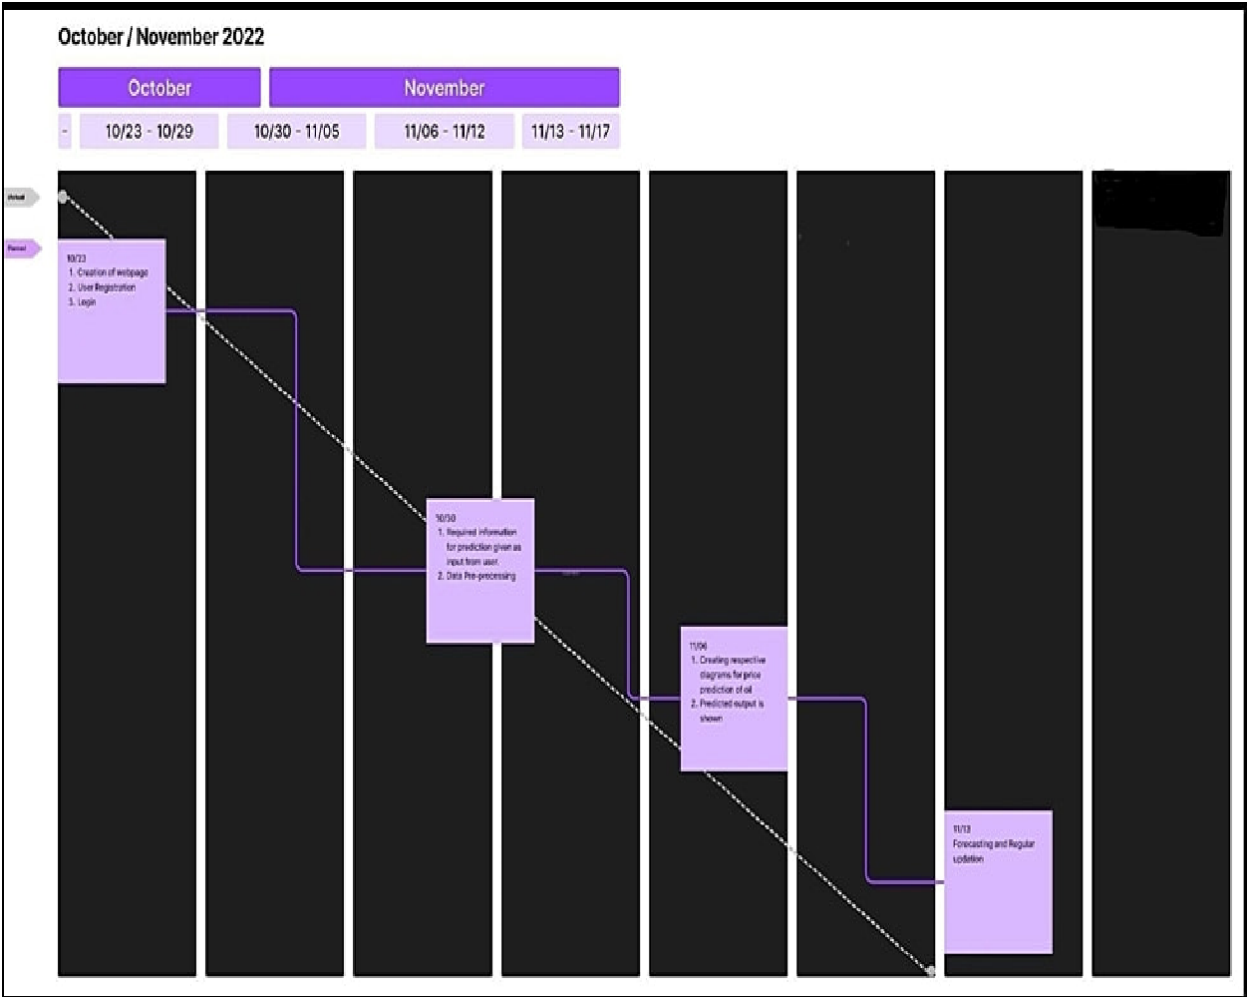 October / November 2022
October
November
-
10/23 - 10/29
10/30 - 11/05
11/06 - 11/12
11/13 - 11/17
10/23
1. Creation of webpage
2. User Registration
3. Login
10/30
1. Required information
for prediction given as
input from user.
2. Data Pre-processing
11/06
1. Creating respective
diagrams for price
prediction of oil
2. Predicted output is
shown
11/13
Forecasting and Regular
updation